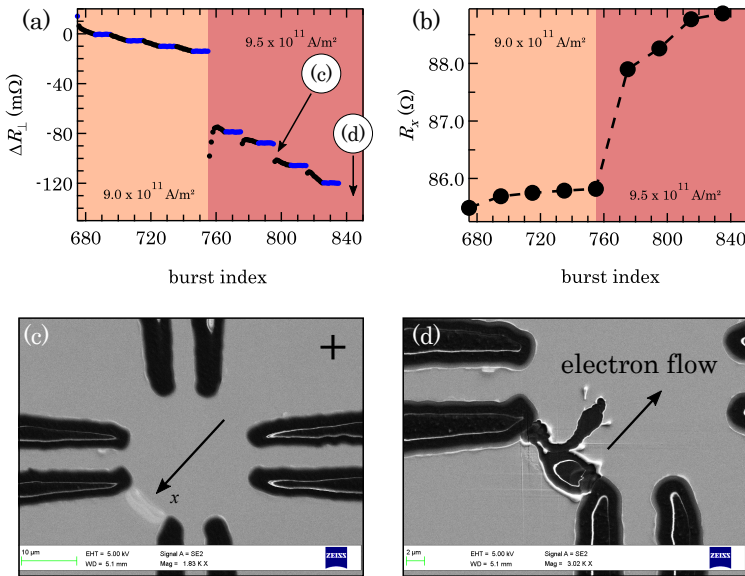 (a)
0
-40
-80
-120
ΔR⊥ (mΩ)
680 720 760 800 840
burst index
9.0 x 10¹¹ A/m²
9.5 x 10¹¹ A/m²
(c)
(d)
(b)
88.0
87.0
86.0
Rₓ (Ω)
680 720 760 800 840
burst index
9.0 x 10¹¹ A/m²
9.5 x 10¹¹ A/m²
(c)
+
x
10 µm
EHT = 5.00 kV
WD = 5.1 mm
Signal A = SE2
Mag = 1.83 K X
ZEISS
(d)
electron flow
2 µm
EHT = 5.00 kV
WD = 5.1 mm
Signal A = SE2
Mag = 3.02 K X
ZEISS